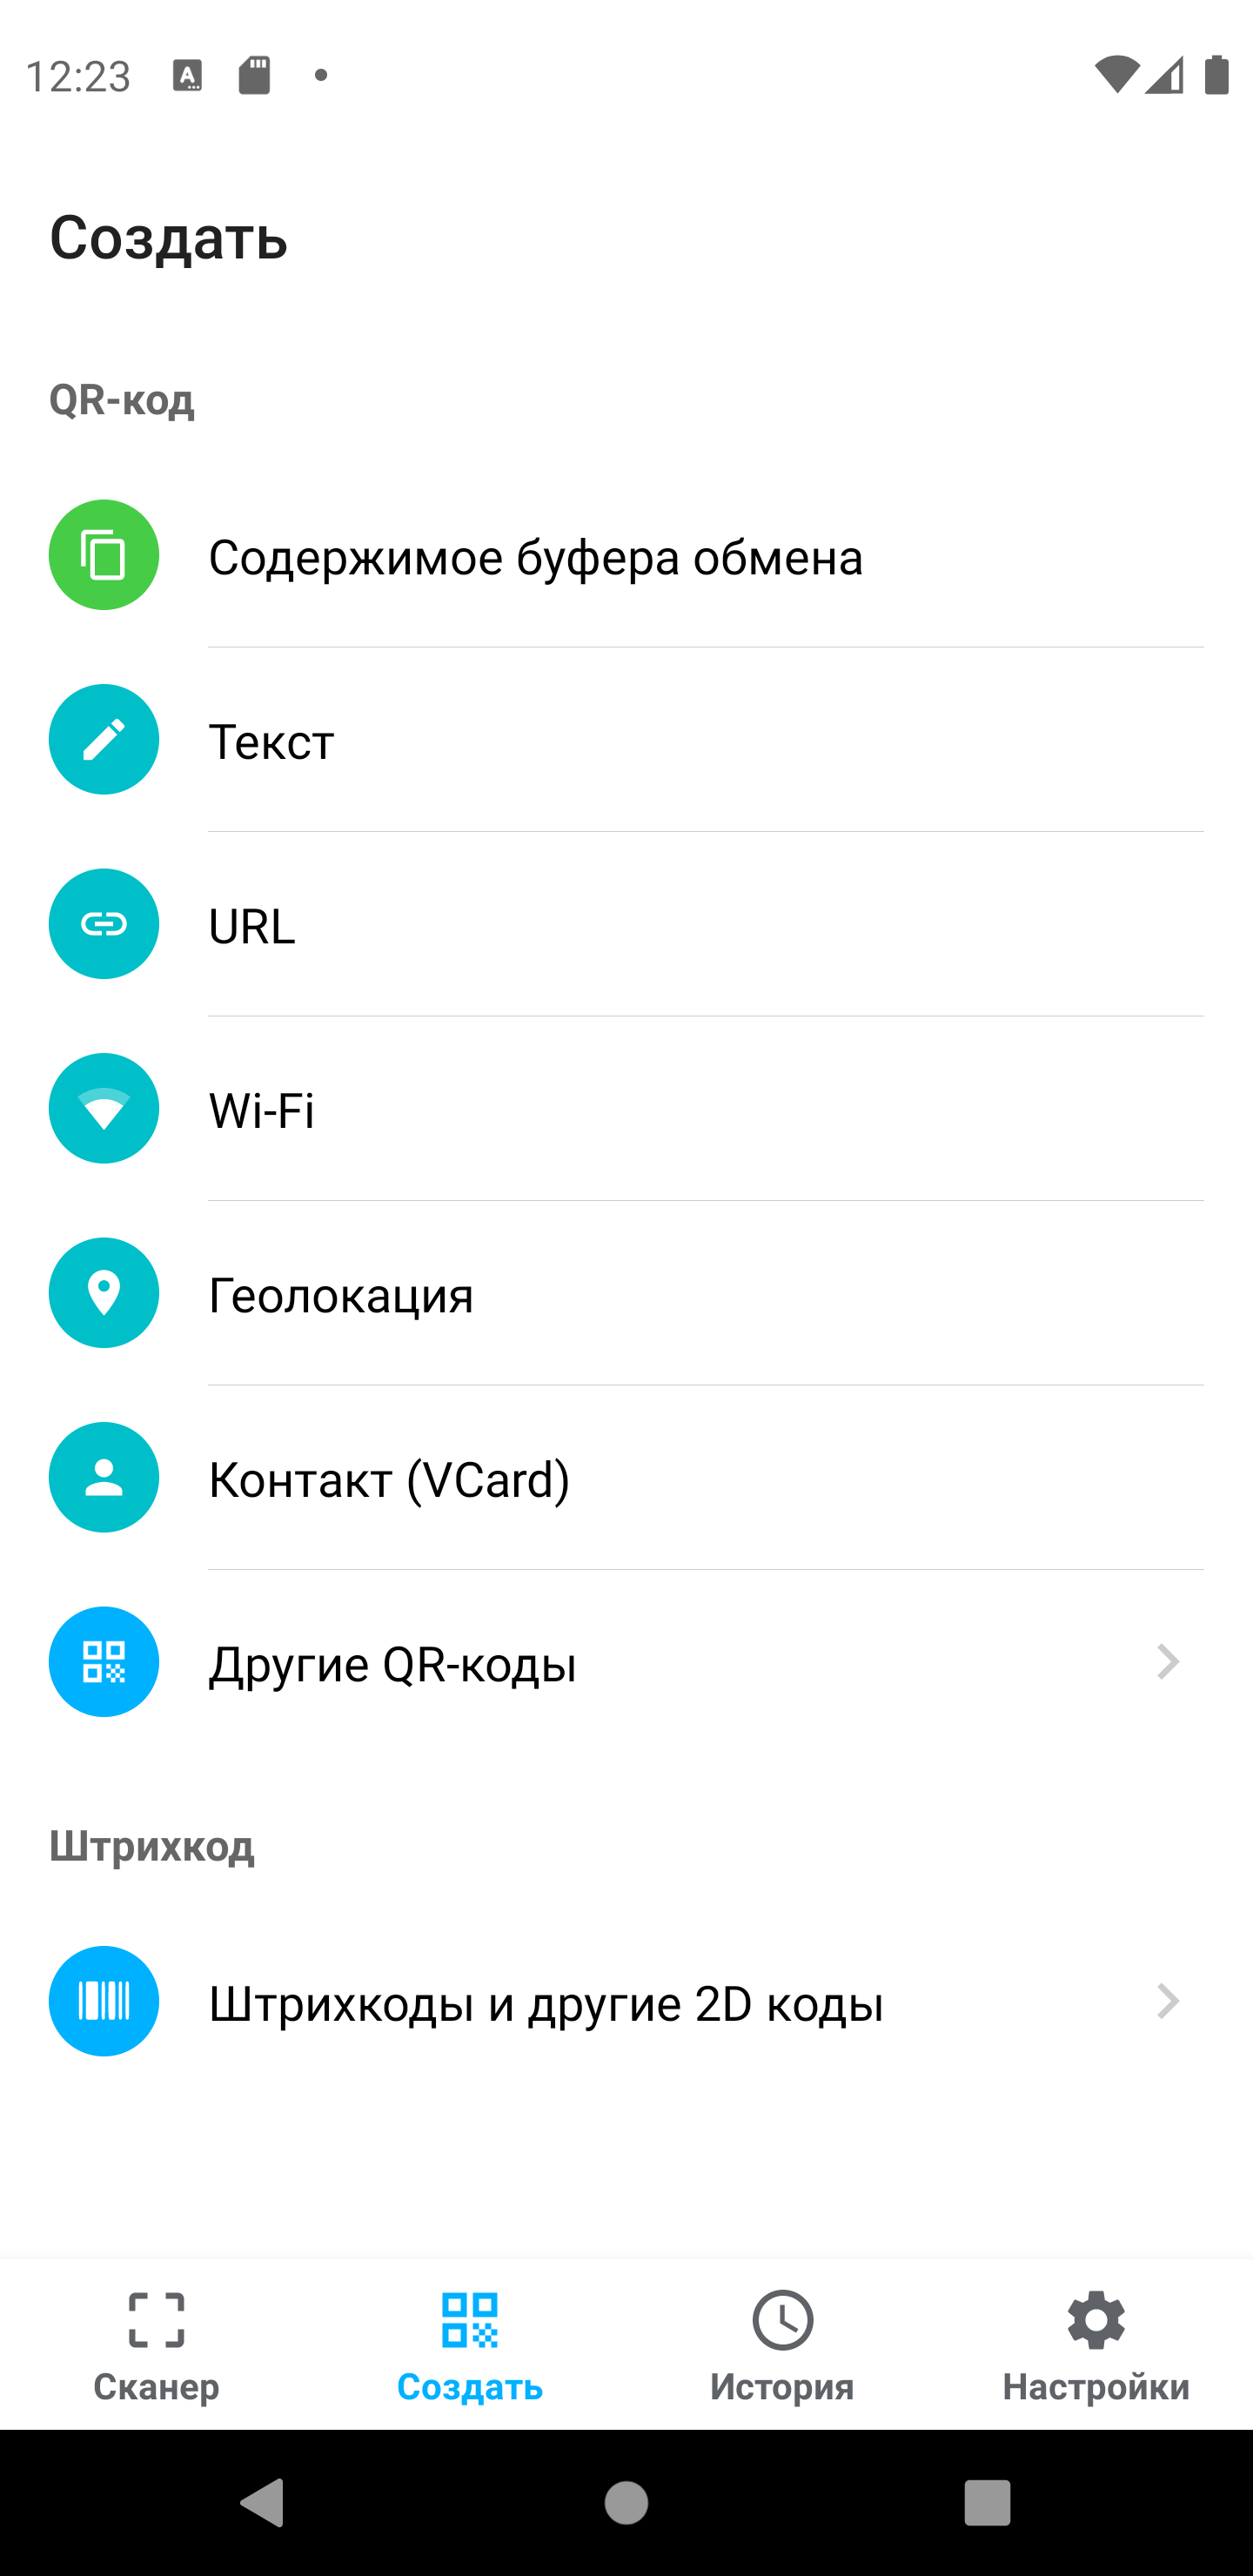 12:23
Создать
QR-код
Содержимое буфера обмена
Текст
URL
Wi-Fi
Геолокация
Контакт (VCard)
Другие QR-коды
Штрихкод
Штрихкоды и другие 2D коды
Сканер
Создать
История
Настройки